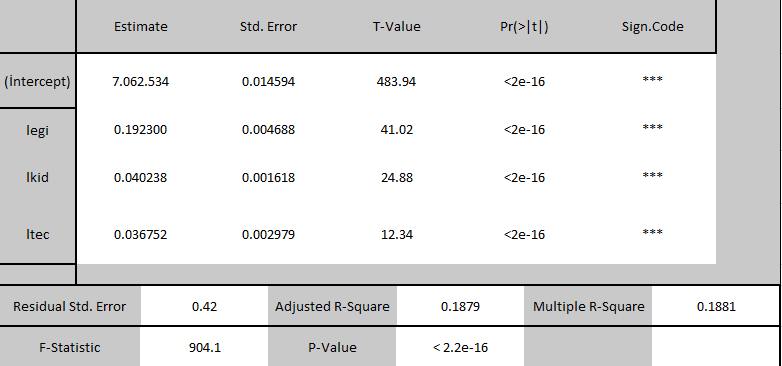 Estimate Std. Error T-Value Pr(>|t|) Sign.Code
(İntercept) 7.062.534 0.014594 483.94 <2e-16 ***
legi 0.192300 0.004688 41.02 <2e-16 ***
lkid 0.040238 0.001618 24.88 <2e-16 ***
ltec 0.036752 0.002979 12.34 <2e-16 ***
Residual Std. Error 0.42 Adjusted R-Square 0.1879 Multiple R-Square 0.1881
F-Statistic 904.1 P-Value < 2.2e-16